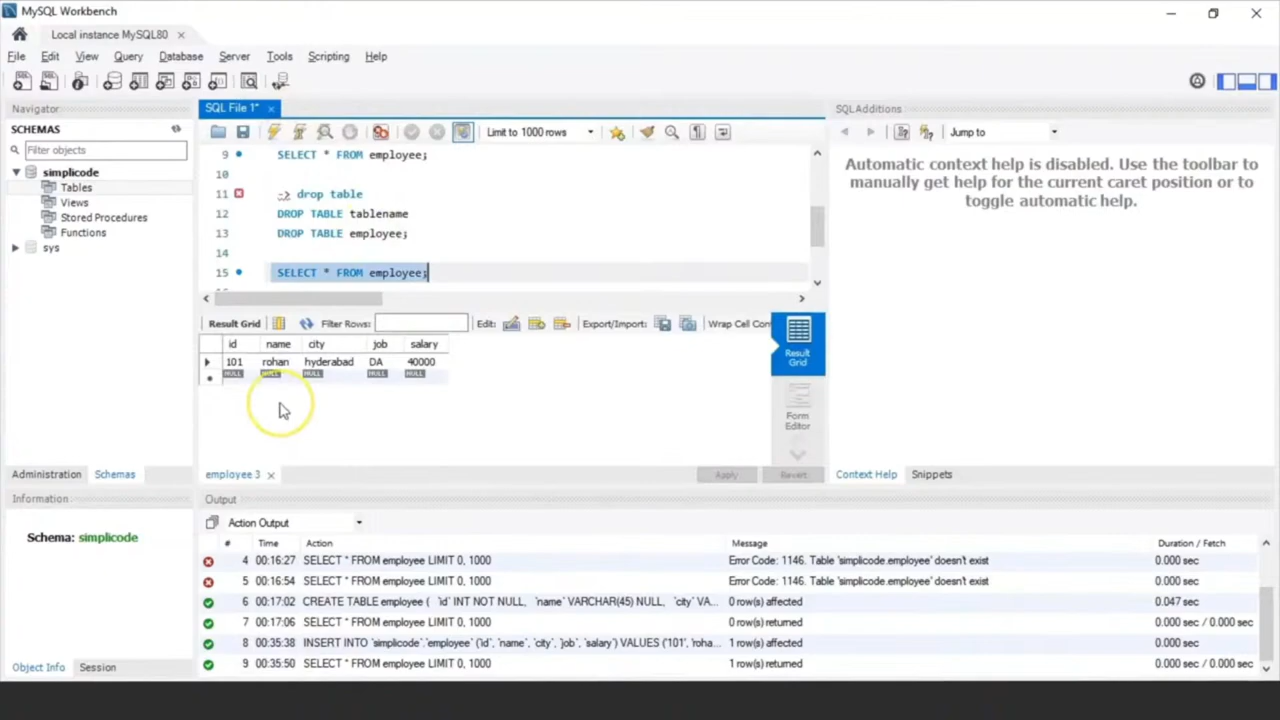 MySQL Workbench
Local instance MySQL80
File Edit View Query Database Server Tools Scripting Help
Navigator
SCHEMAS
Filter objects
simplicode
Tables
Views
Stored Procedures
Functions
sys
Administration Schemas
Information
Schema: simplicode
Object Info Session
SQL File 1*
Limit to 1000 rows
9 SELECT * FROM employee;
10
11 -> drop table
12 DROP TABLE tablename
13 DROP TABLE employee;
14
15 SELECT * FROM employee;
Result Grid Filter Rows: Edit: Export/Import: Wrap Cell Con
id name city job salary
101 rohan hyderabad DA 40000
NULL NULL NULL NULL NULL
Result
Grid
Form
Editor
employee 3 Apply Revert
SQLAdditions
Jump to
Automatic context help is disabled. Use the toolbar to
manually get help for the current caret position or to
toggle automatic help.
Context Help Snippets
Output
Action Output
# Time Action Message Duration / Fetch
4 00:16:27 SELECT * FROM employee LIMIT 0, 1000 Error Code: 1146. Table 'simplicode.employee' doesn't exist 0.000 sec
5 00:16:54 SELECT * FROM employee LIMIT 0, 1000 Error Code: 1146. Table 'simplicode.employee' doesn't exist 0.000 sec
6 00:17:02 CREATE TABLE employee ( `id` INT NOT NULL, `name` VARCHAR(45) NULL, `city` VA... 0 row(s) affected 0.047 sec
7 00:17:06 SELECT * FROM employee LIMIT 0, 1000 0 row(s) returned 0.000 sec / 0.000 sec
8 00:35:38 INSERT INTO `simplicode`.`employee` (`id`, `name`, `city`, `job`, `salary`) VALUES ('101', 'roha... 1 row(s) affected 0.000 sec
9 00:35:50 SELECT * FROM employee LIMIT 0, 1000 1 row(s) returned 0.000 sec / 0.000 sec